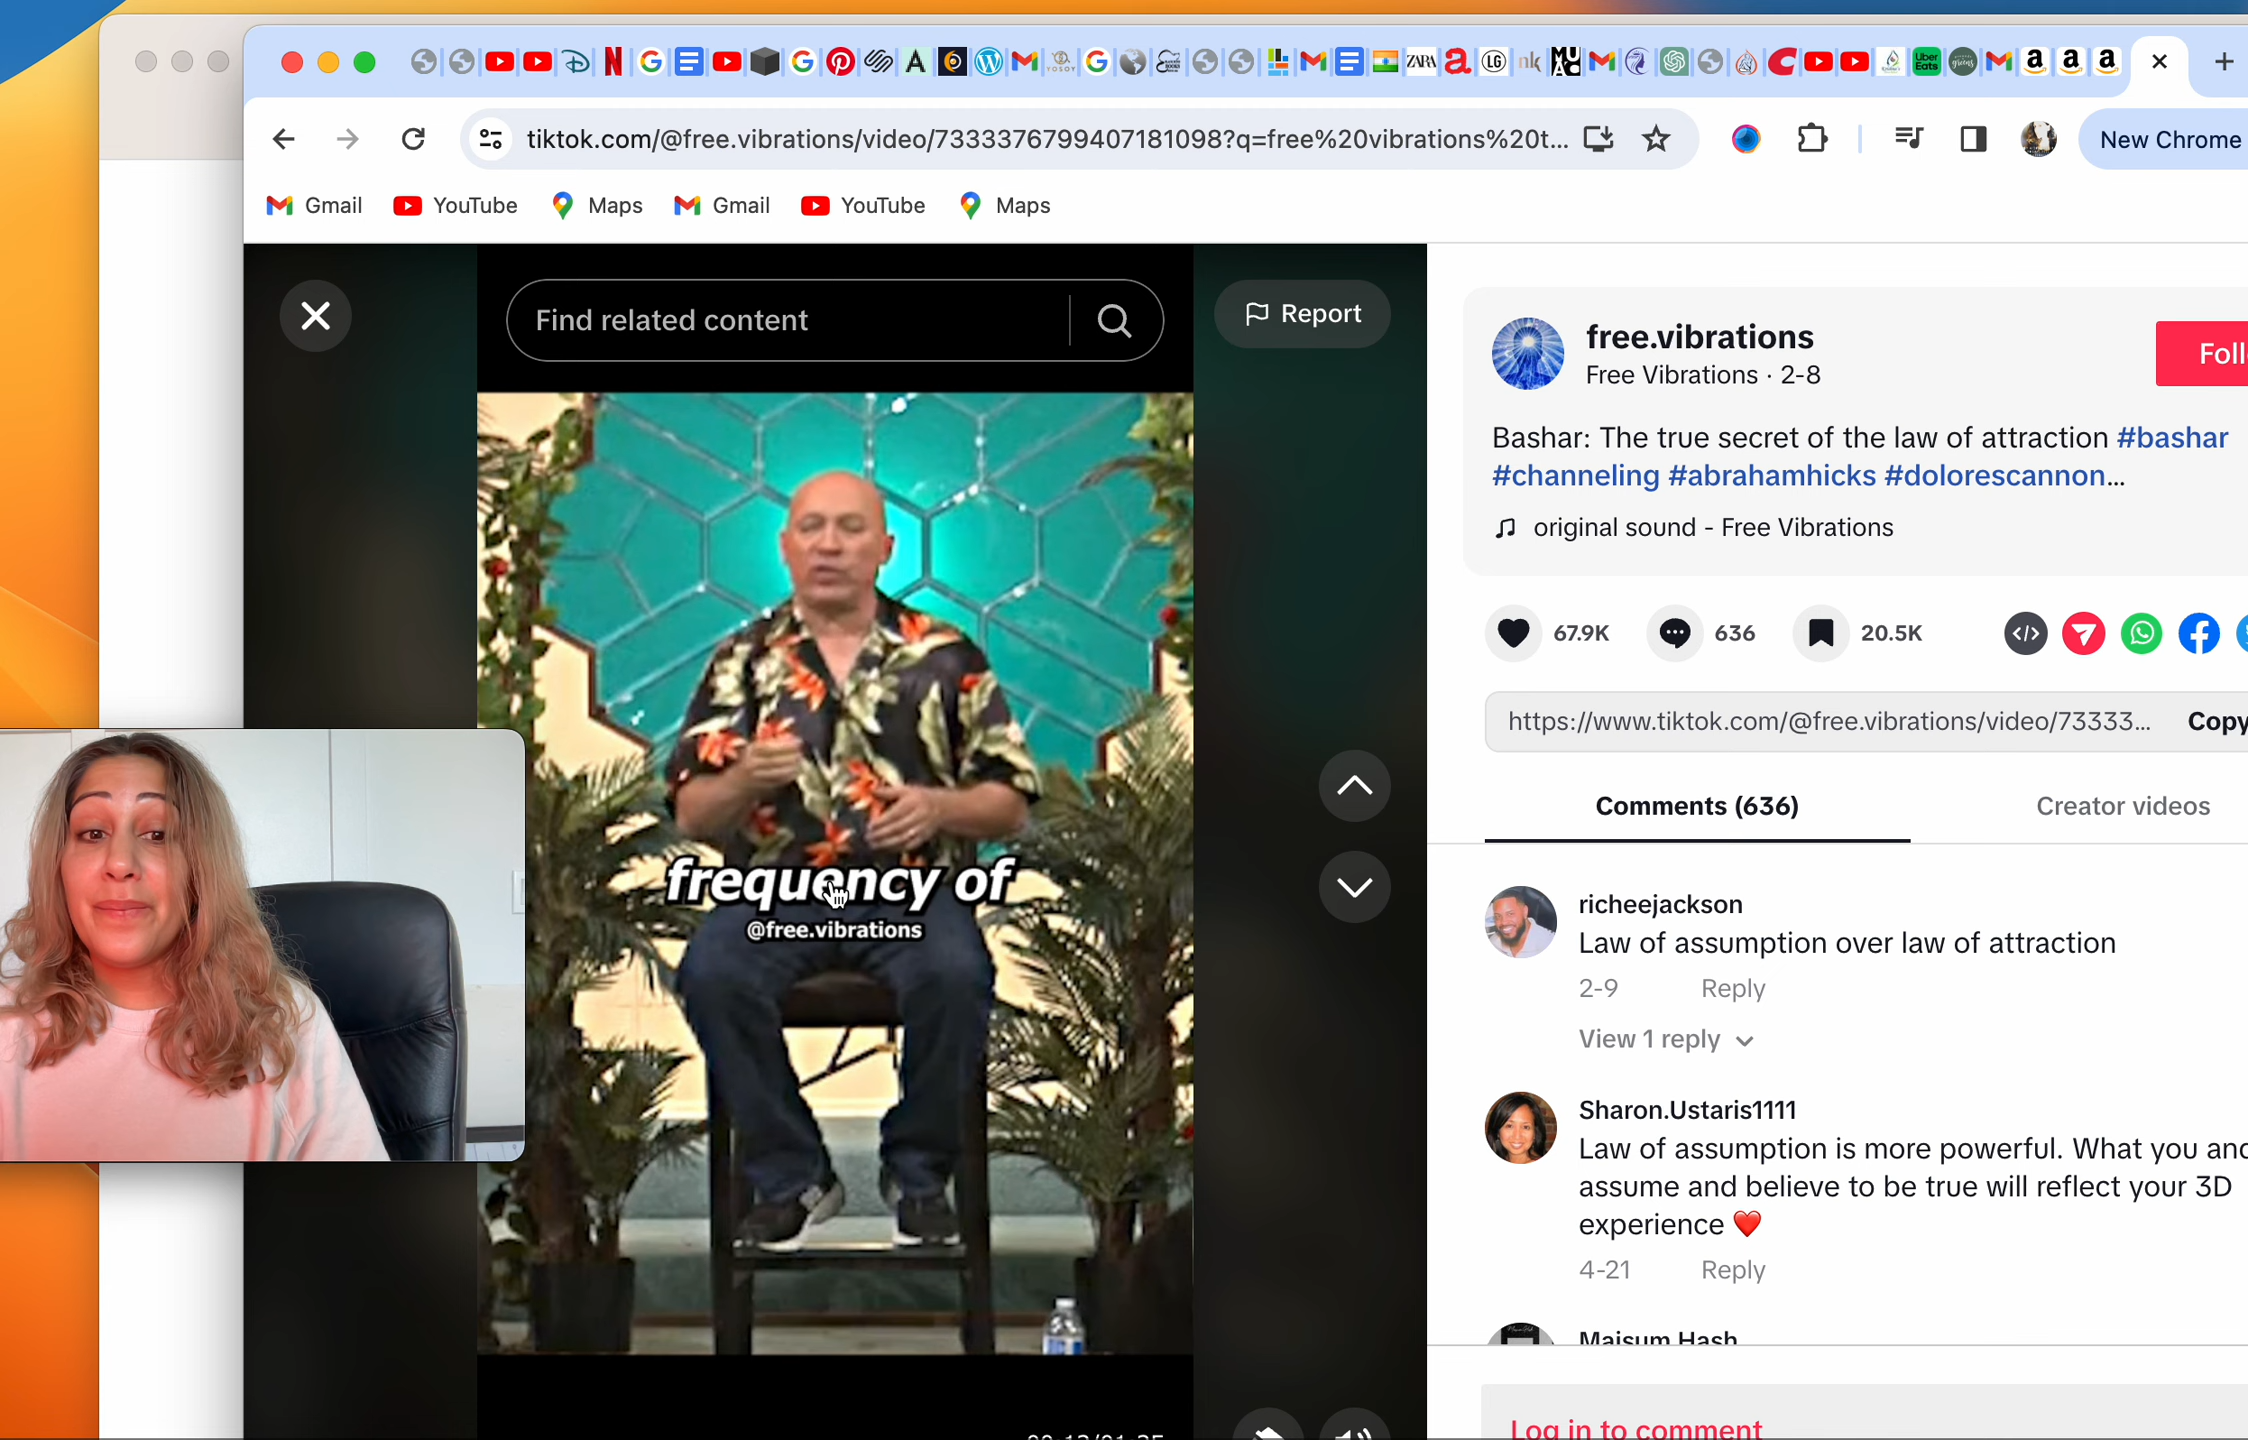 tiktok.com/@free.vibrations/video/7333376799407181098?q=free%20vibrations%20t...
New Chrome
Gmail
YouTube
Maps
Gmail
YouTube
Maps
Find related content
Report
frequency of
@free.vibrations
free.vibrations
Free Vibrations · 2-8
Foll
Bashar: The true secret of the law of attraction #bashar
#channeling #abrahamhicks #dolorescannon...
original sound - Free Vibrations
67.9K
636
20.5K
https://www.tiktok.com/@free.vibrations/video/73333...
Copy
Comments (636)
Creator videos
richeejackson
Law of assumption over law of attraction
2-9
Reply
View 1 reply
Sharon.Ustaris1111
Law of assumption is more powerful. What you and
assume and believe to be true will reflect your 3D
experience ❤️
4-21
Reply
Maisum Hash
Log in to comment